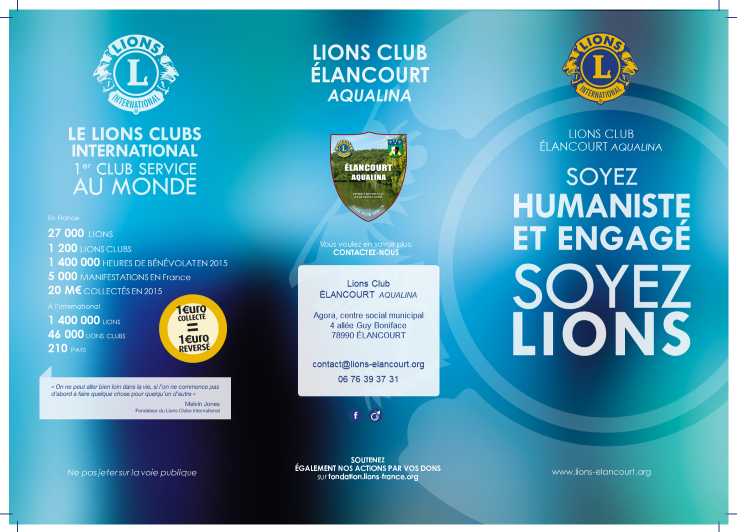 LIONS
L
INTERNATIONAL
LE LIONS CLUBS
INTERNATIONAL
1er CLUB SERVICE
AU MONDE
En France
27 000 LIONS
1 200 LIONS CLUBS
1 400 000 HEURES DE BÉNÉVOLAT EN 2015
5 000 MANIFESTATIONS EN France
20 M€ COLLECTÉS EN 2015
À l'international
1 400 000 LIONS
46 000 LIONS CLUBS
210 PAYS
1€uro
COLLECTÉ
=
1€uro
REVERSÉ
« On ne peut aller bien loin dans la vie, si l'on ne commence pas
d'abord à faire quelque chose pour quelqu'un d'autre »
Melvin Jones
Fondateur du Lions Clubs International
Ne pas jeter sur la voie publique
LIONS CLUB
ÉLANCOURT
AQUALINA
ÉLANCOURT
AQUALINA
Vous voulez en savoir plus,
CONTACTEZ-NOUS
Lions Club
ÉLANCOURT AQUALINA
Agora, centre social municipal
4 allée Guy Boniface
78990 ÉLANCOURT
contact@lions-elancourt.org
06 76 39 37 31
f
SOUTENEZ
ÉGALEMENT NOS ACTIONS PAR VOS DONS
sur fondation.lions-france.org
LIONS
L
INTERNATIONAL
LIONS CLUB
ÉLANCOURT AQUALINA
SOYEZ
HUMANISTE
ET ENGAGÉ
SOYEZ
LIONS
www.lions-elancourt.org